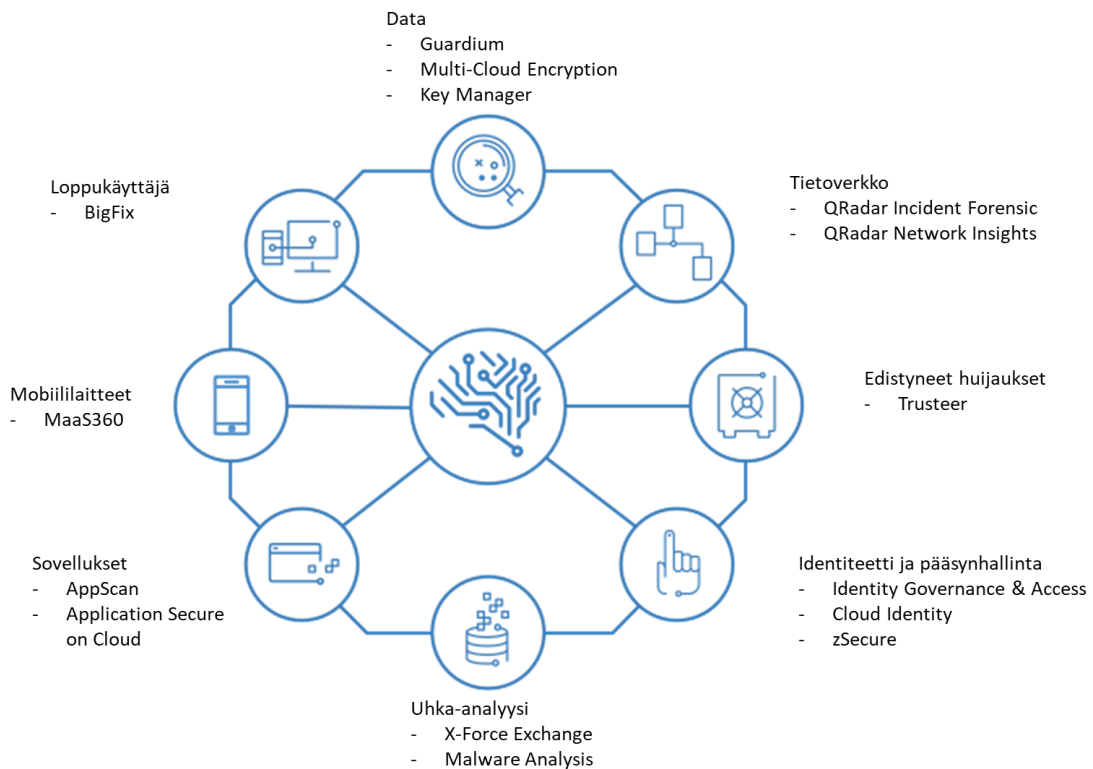 Data
- Guardium
- Multi-Cloud Encryption
- Key Manager
Loppukäyttäjä
- BigFix
Tietoverkko
- QRadar Incident Forensic
- QRadar Network Insights
Mobiililaitteet
- MaaS360
Edistyneet huijaukset
- Trusteer
Sovellukset
- AppScan
- Application Secure
on Cloud
Identiteetti ja pääsynhallinta
- Identity Governance & Access
- Cloud Identity
- zSecure
Uhka-analyysi
- X-Force Exchange
- Malware Analysis